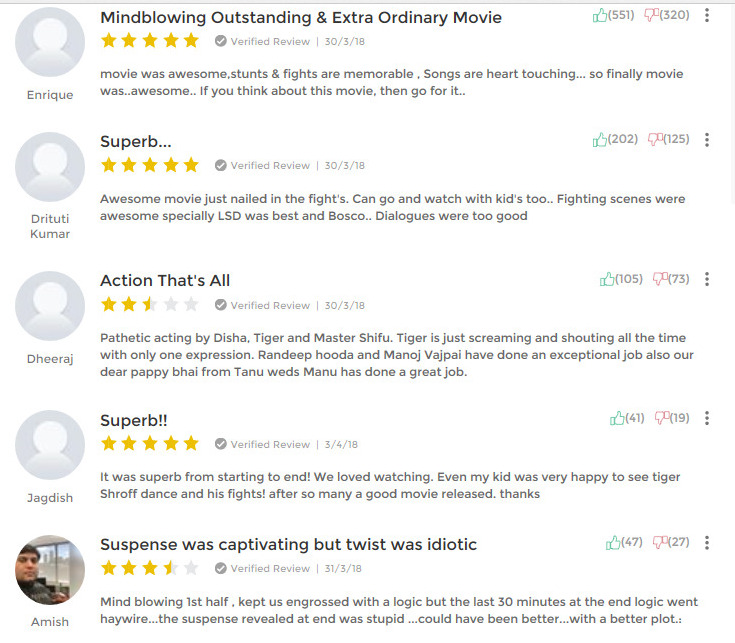 Mindblowing Outstanding & Extra Ordinary Movie
(551) (320)
Verified Review | 30/3/18
movie was awesome,stunts & fights are memorable , Songs are heart touching... so finally movie
was..awesome.. If you think about this movie, then go for it..
Enrique
Superb...
(202) (125)
Verified Review | 30/3/18
Awesome movie just nailed in the fight's. Can go and watch with kid's too.. Fighting scenes were
awesome specially LSD was best and Bosco.. Dialogues were too good
Drituti
Kumar
Action That's All
(105) (73)
Verified Review | 30/3/18
Pathetic acting by Disha, Tiger and Master Shifu. Tiger is just screaming and shouting all the time
with only one expression. Randeep hooda and Manoj Vajpai have done an exceptional job also our
dear pappy bhai from Tanu weds Manu has done a great job.
Dheeraj
Superb!!
(41) (19)
Verified Review | 3/4/18
It was superb from starting to end! We loved watching. Even my kid was very happy to see tiger
Shroff dance and his fights! after so many a good movie released. thanks
Jagdish
Suspense was captivating but twist was idiotic
(47) (27)
Verified Review | 31/3/18
Mind blowing 1st half , kept us engrossed with a logic but the last 30 minutes at the end logic went
haywire...the suspense revealed at end was stupid ...could have been better...with a better plot.:
Amish